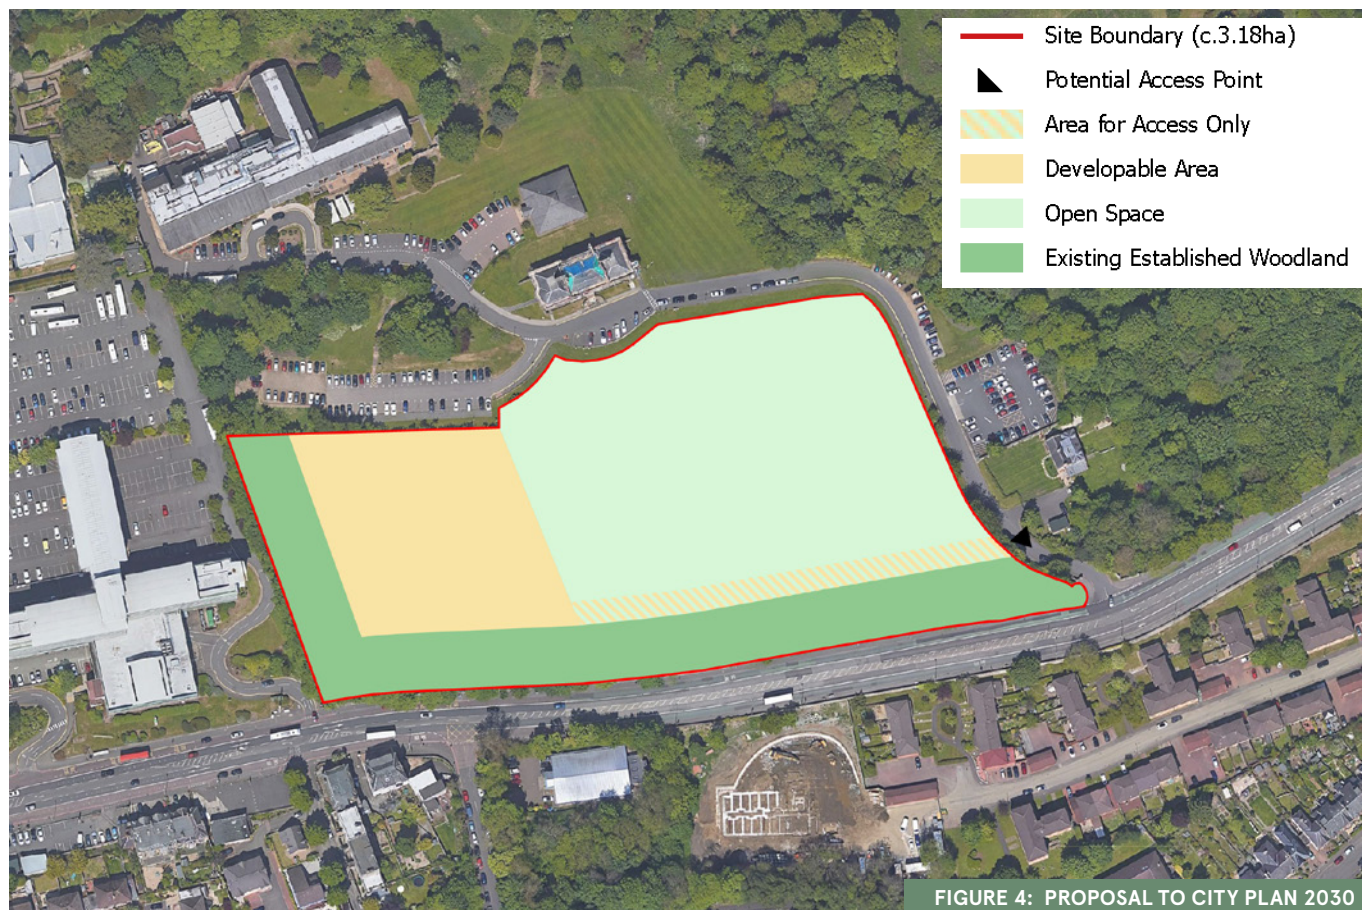 Site Boundary (c.3.18ha)
Potential Access Point
Area for Access Only
Developable Area
Open Space
Existing Established Woodland
FIGURE 4: PROPOSAL TO CITY PLAN 2030